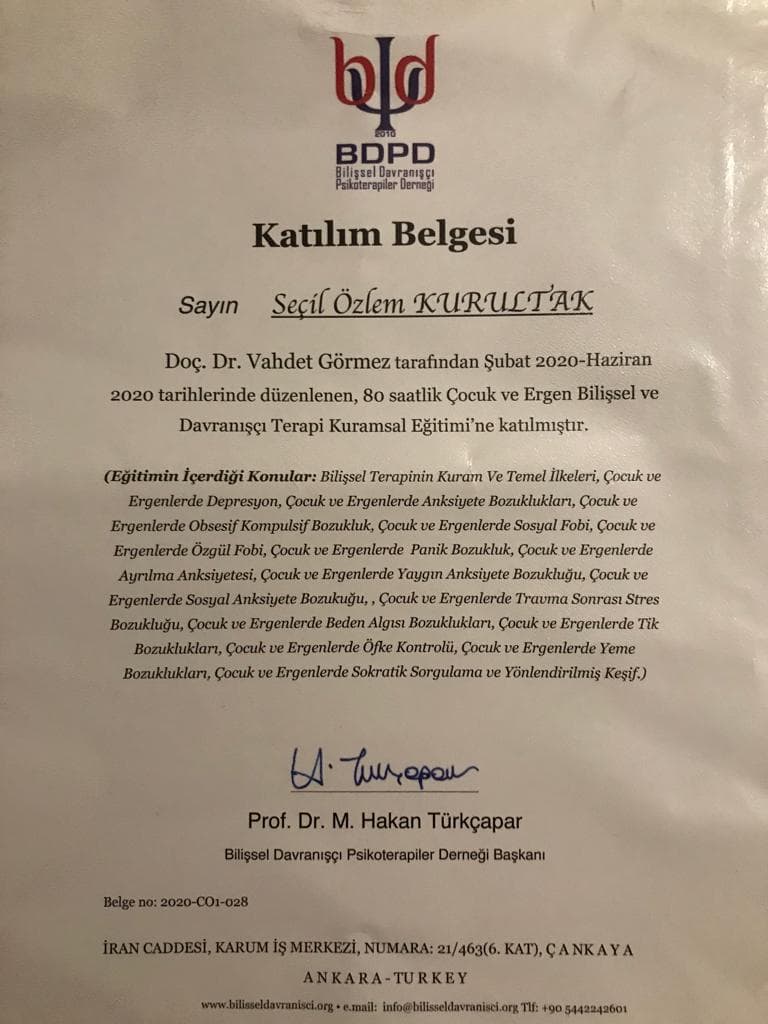 bψd
2010
BDPD
Bilişsel Davranışçı
Psikoterapiler Derneği
Katılım Belgesi
Sayın Seçil Özlem KURULTAK
Doç. Dr. Vahdet Görmez tarafından Şubat 2020-Haziran
2020 tarihlerinde düzenlenen, 80 saatlik Çocuk ve Ergen Bilişsel ve
Davranışçı Terapi Kuramsal Eğitimi’ne katılmıştır.
(Eğitimin İçerdiği Konular: Bilişsel Terapinin Kuram Ve Temel İlkeleri, Çocuk ve
Ergenlerde Depresyon, Çocuk ve Ergenlerde Anksiyete Bozuklukları, Çocuk ve
Ergenlerde Obsesif Kompulsif Bozukluk, Çocuk ve Ergenlerde Sosyal Fobi, Çocuk ve
Ergenlerde Özgül Fobi, Çocuk ve Ergenlerde Panik Bozukluk, Çocuk ve Ergenlerde
Ayrılma Anksiyetesi, Çocuk ve Ergenlerde Yaygın Anksiyete Bozukluğu, Çocuk ve
Ergenlerde Sosyal Anksiyete Bozukuğu, , Çocuk ve Ergenlerde Travma Sonrası Stres
Bozukluğu, Çocuk ve Ergenlerde Beden Algısı Bozuklukları, Çocuk ve Ergenlerde Tik
Bozuklukları, Çocuk ve Ergenlerde Öfke Kontrolü, Çocuk ve Ergenlerde Yeme
Bozuklukları, Çocuk ve Ergenlerde Sokratik Sorgulama ve Yönlendirilmiş Keşif.)
H. Türkçapar
Prof. Dr. M. Hakan Türkçapar
Bilişsel Davranışçı Psikoterapiler Derneği Başkanı
Belge no: 2020-CO1-028
İRAN CADDESİ, KARUM İŞ MERKEZİ, NUMARA: 21/463(6. KAT), ÇANKAYA
ANKARA-TURKEY
www.bilisseldavranisci.org • e.mail: info@bilisseldavranisci.org Tlf: +90 5442242601